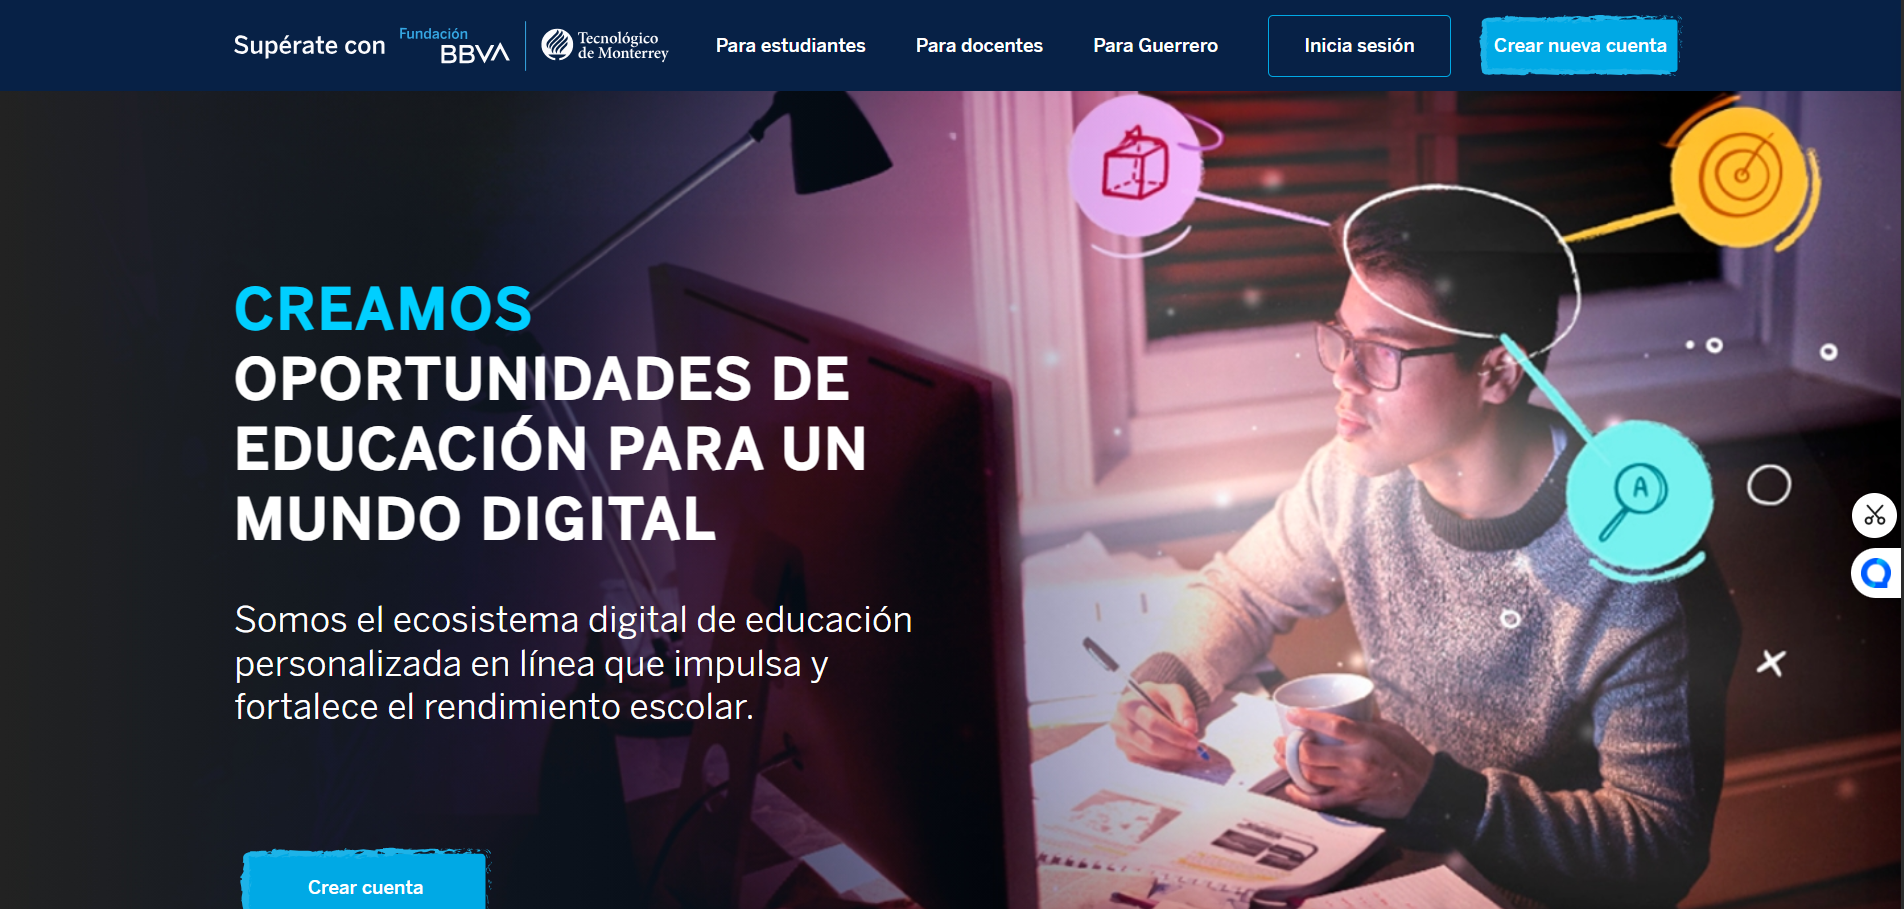 Supérate con
Fundación
BBVA
Tecnológico
de Monterrey
Para estudiantes
Para docentes
Para Guerrero
Inicia sesión
Crear nueva cuenta
CREAMOS
OPORTUNIDADES DE
EDUCACIÓN PARA UN
MUNDO DIGITAL
A
Somos el ecosistema digital de educación
personalizada en línea que impulsa y
fortalece el rendimiento escolar.
Crear cuenta